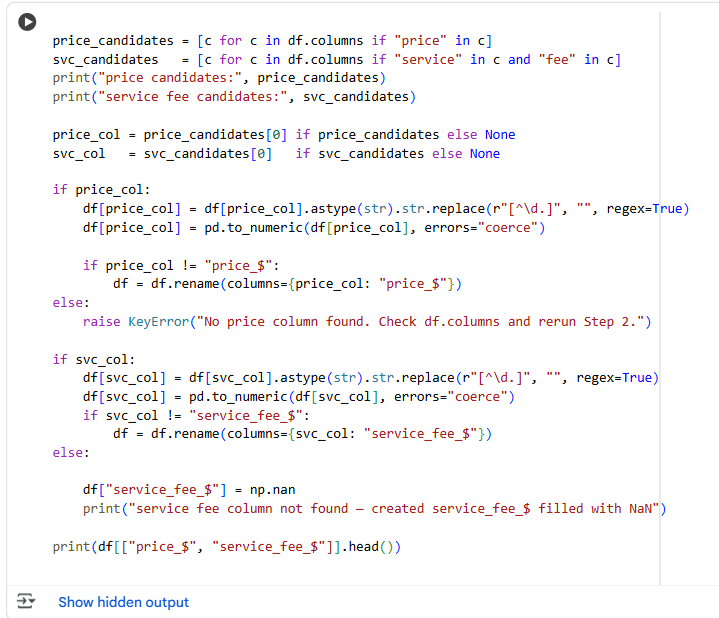 price_candidates = [c for c in df.columns if "price" in c]
svc_candidates   = [c for c in df.columns if "service" in c and "fee" in c]
print("price candidates:", price_candidates)
print("service fee candidates:", svc_candidates)

price_col = price_candidates[0] if price_candidates else None
svc_col   = svc_candidates[0]   if svc_candidates else None

if price_col:
    df[price_col] = df[price_col].astype(str).str.replace(r"[^\d.]", "", regex=True)
    df[price_col] = pd.to_numeric(df[price_col], errors="coerce")

    if price_col != "price_$":
        df = df.rename(columns={price_col: "price_$"})
else:
    raise KeyError("No price column found. Check df.columns and rerun Step 2.")

if svc_col:
    df[svc_col] = df[svc_col].astype(str).str.replace(r"[^\d.]", "", regex=True)
    df[svc_col] = pd.to_numeric(df[svc_col], errors="coerce")
    if svc_col != "service_fee_$":
        df = df.rename(columns={svc_col: "service_fee_$"})
else:

    df["service_fee_$"] = np.nan
    print("service fee column not found — created service_fee_$ filled with NaN")

print(df[["price_$", "service_fee_$"]].head())
Show hidden output